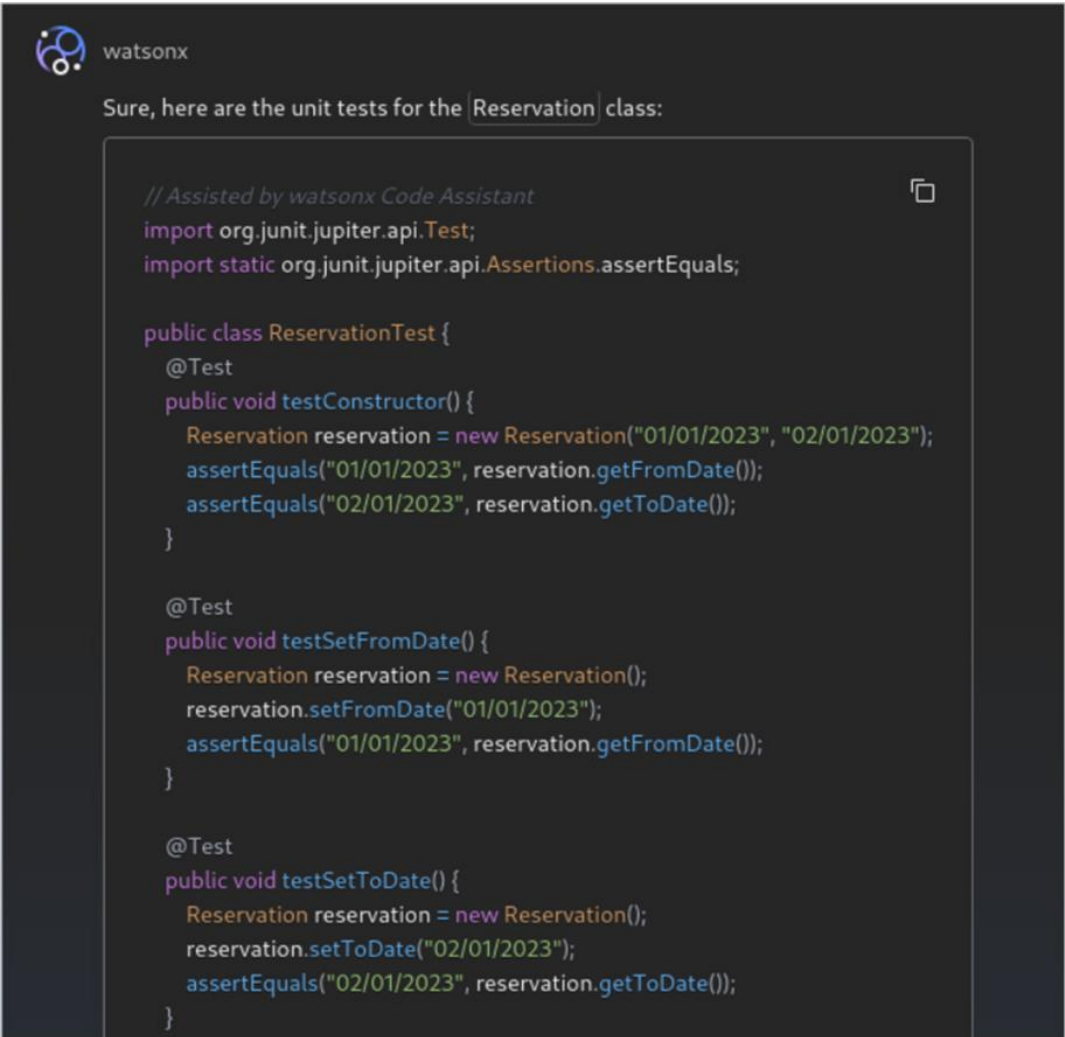 watsonx
Sure, here are the unit tests for the Reservation class:
// Assisted by watsonx Code Assistant
import org.junit.jupiter.api.Test;
import static org.junit.jupiter.api.Assertions.assertEquals;
public class ReservationTest {
@Test
public void testConstructor() {
Reservation reservation = new Reservation("01/01/2023", "02/01/2023");
assertEquals("01/01/2023", reservation.getFromDate());
assertEquals("02/01/2023", reservation.getToDate());
}
@Test
public void testSetFromDate() {
Reservation reservation = new Reservation();
reservation.setFromDate("01/01/2023");
assertEquals("01/01/2023", reservation.getFromDate());
}
@Test
public void testSetToDate() {
Reservation reservation = new Reservation();
reservation.setToDate("02/01/2023");
assertEquals("02/01/2023", reservation.getToDate());
}